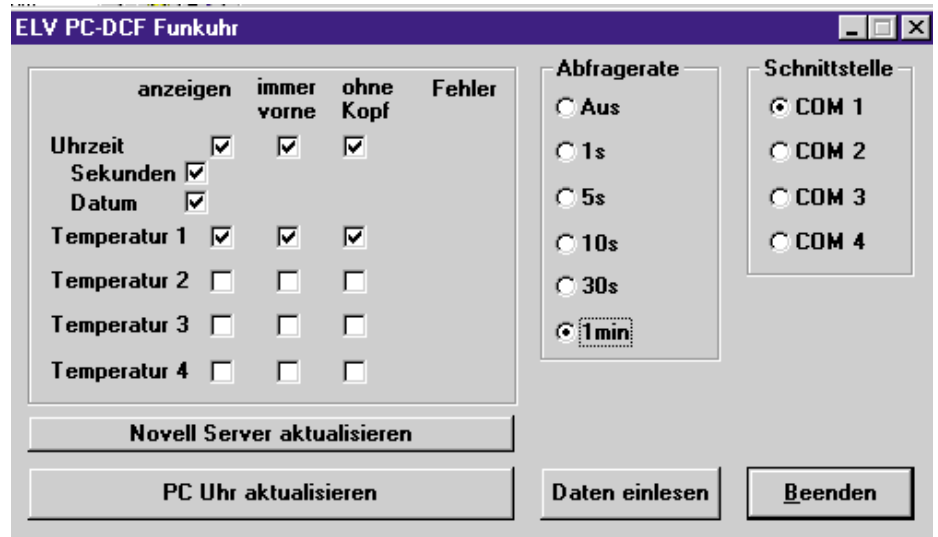 ELV PC-DCF Funkuhr
anzeigen immer vorne ohne Kopf Fehler
Uhrzeit
Sekunden
Datum
Temperatur 1
Temperatur 2
Temperatur 3
Temperatur 4
Abfragerate
Aus
1s
5s
10s
30s
1min
Schnittstelle
COM 1
COM 2
COM 3
COM 4
Novell Server aktualisieren
PC Uhr aktualisieren
Daten einlesen
Beenden